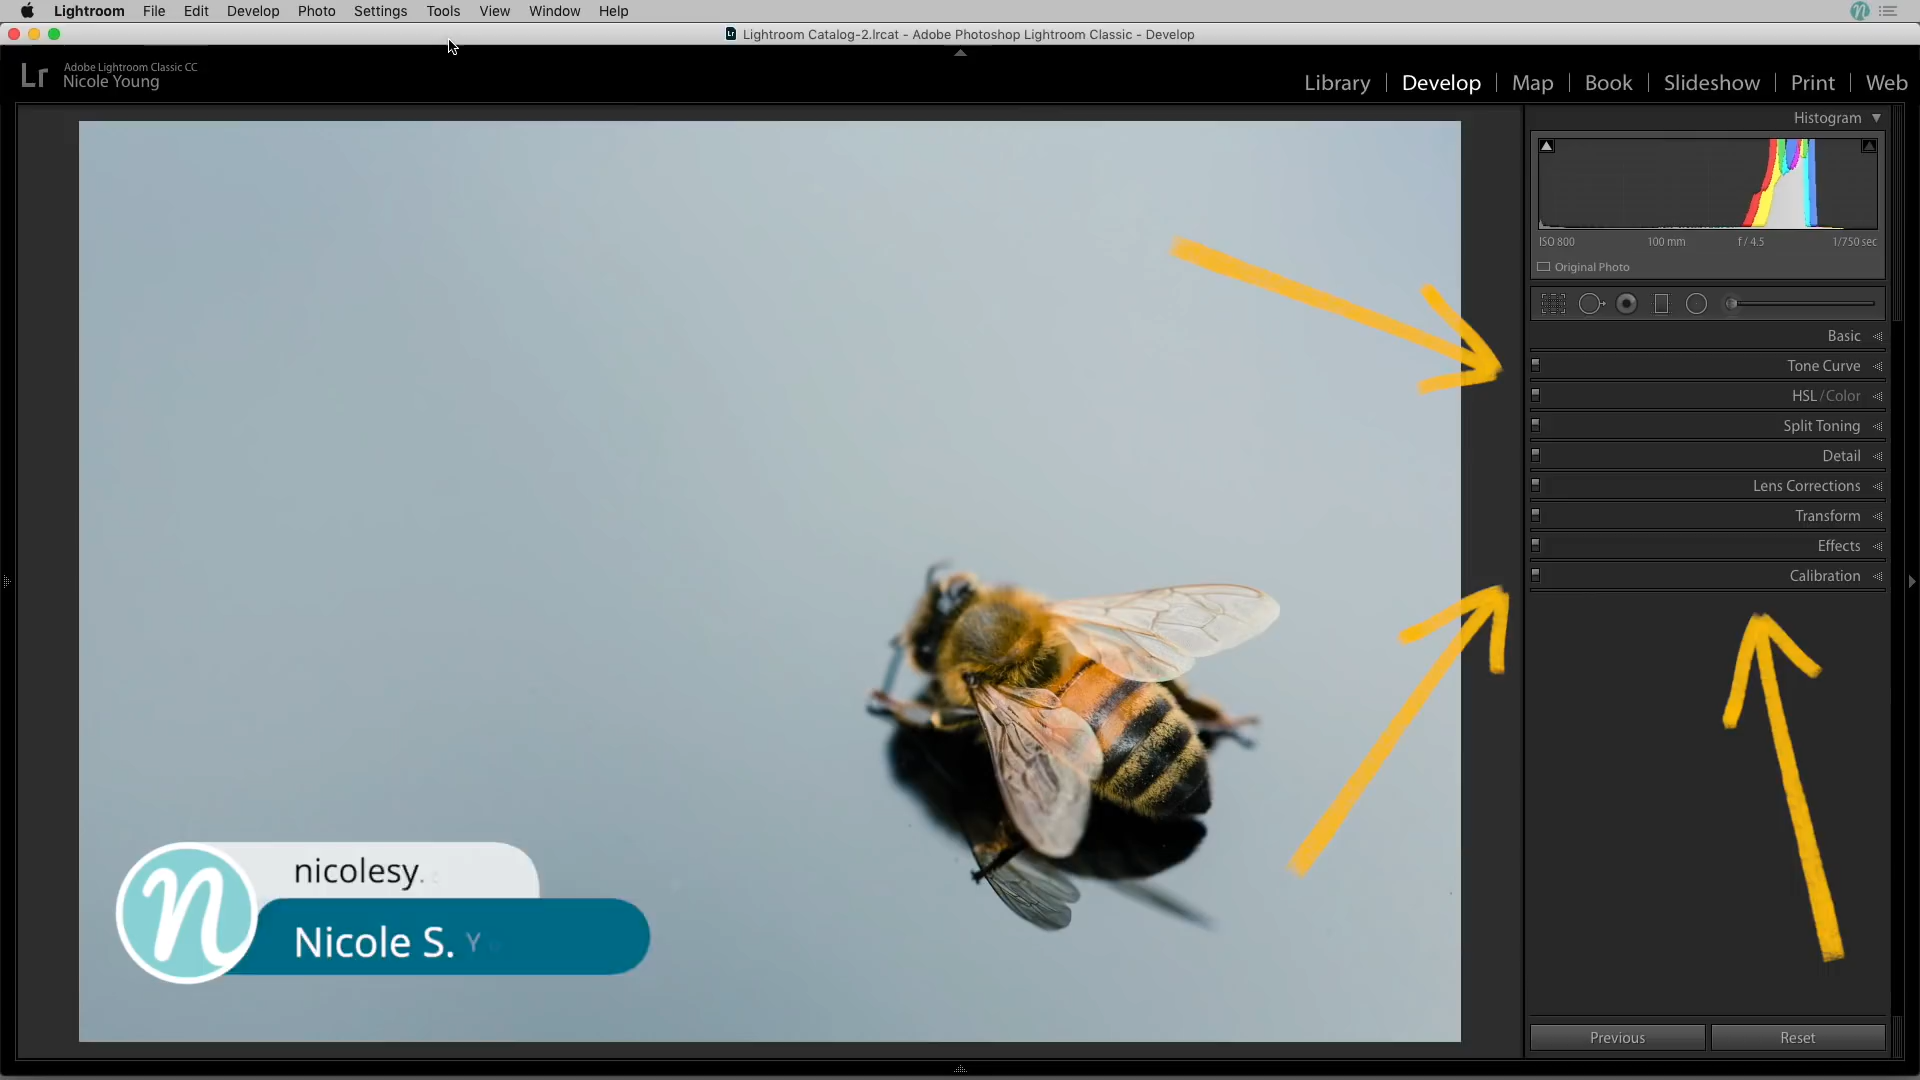 Lightroom File Edit Develop Photo Settings Tools View Window Help
Lightroom Catalog-2.lrcat - Adobe Photoshop Lightroom Classic - Develop
Lr Adobe Lightroom Classic CC
Nicole Young
Library Develop Map Book Slideshow Print Web
Histogram
ISO 800 100 mm f / 4.5 1/750 sec
Original Photo
Basic
Tone Curve
HSL / Color
Split Toning
Detail
Lens Corrections
Transform
Effects
Calibration
nicolesy.
n Nicole S. Y
Previous Reset